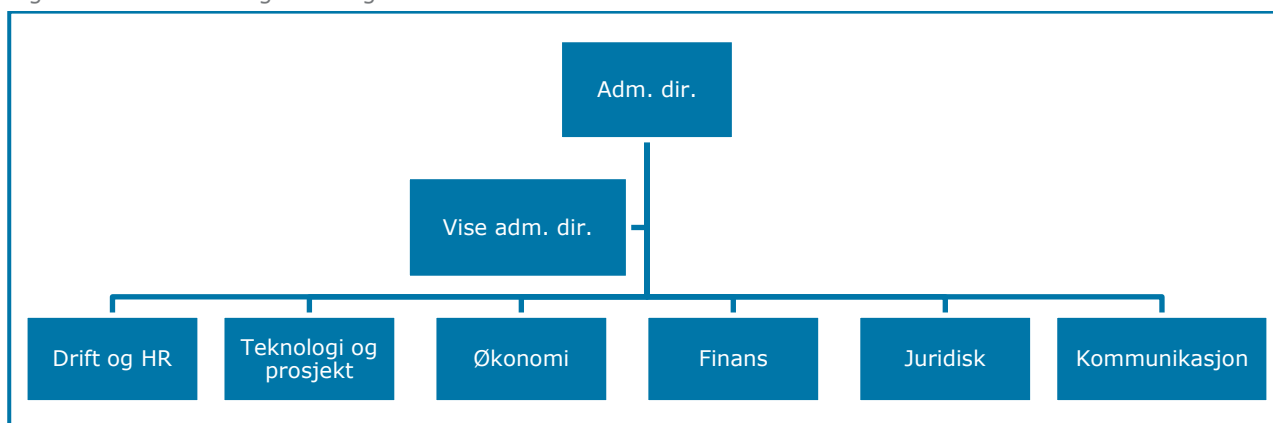 Adm. dir.
Vise adm. dir.
Drift og HR
Teknologi og
prosjekt
Økonomi
Finans
Juridisk
Kommunikasjon